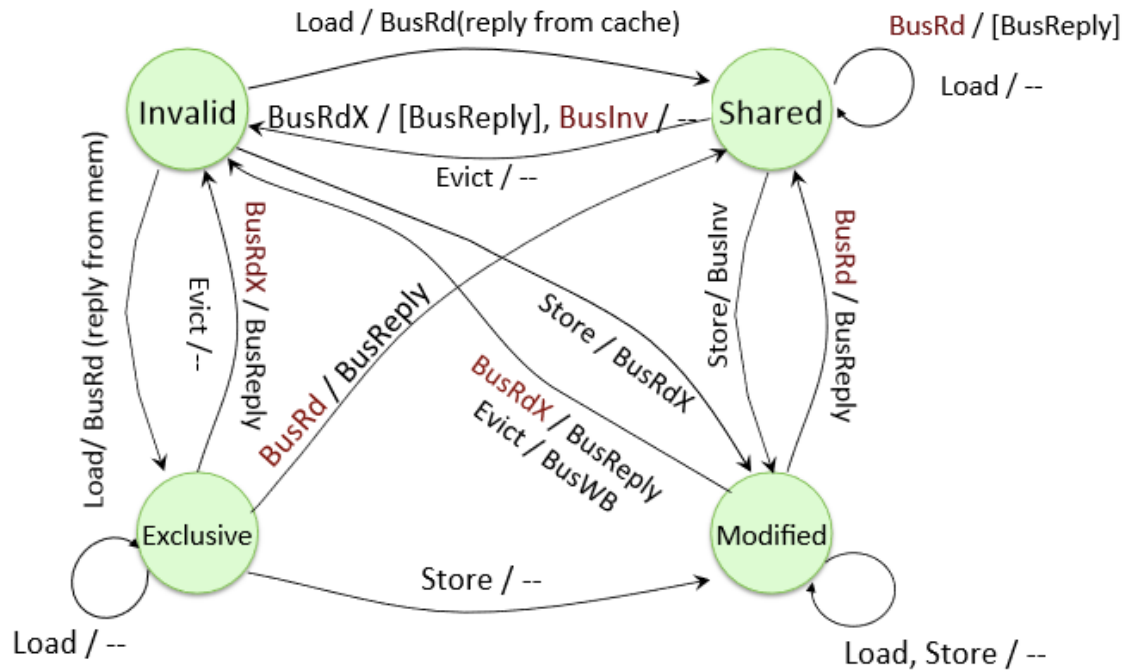 Load / BusRd(reply from cache)
BusRd / [BusReply]
Load / --
Invalid
Shared
BusRdX / [BusReply], BusInv / --
Evict / --
Load/ BusRd (reply from mem)
Evict /--
BusRdX / BusReply
BusRd / BusReply
Store / BusRdX
BusRdX / BusReply
Evict / BusWB
Store/ BusInv
BusRd / BusReply
Exclusive
Modified
Store / --
Load / --
Load, Store / --